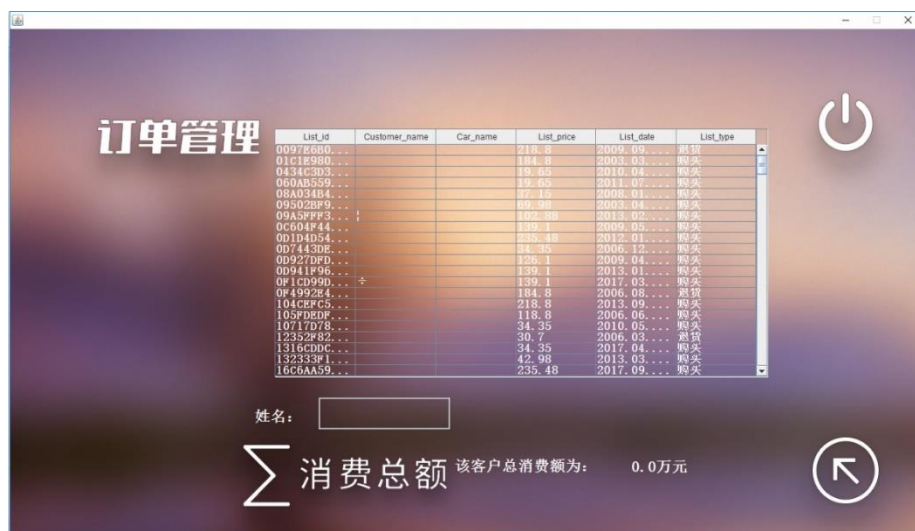 订单管理
List_id Customer_name Car_name List_price List_date List_type
0097E6B0... 218.8 2009.09.... 退货
01C1E980... 184.8 2003.03.... 购买
0434C3D3... 19.65 2010.04.... 购买
060AB559... 19.65 2011.07.... 购买
08A034B4... 37.15 2008.01.... 购买
09502BF9... 69.98 2003.04.... 购买
09A5FFF3... ¦ 102.88 2013.02.... 购买
0C604F44... 139.1 2009.05.... 购买
0D1D4D54... 235.48 2012.01.... 购买
0D7443DE... 34.35 2006.12.... 购买
0D927DFD... 126.1 2009.04.... 购买
0D941F96... 139.1 2013.01.... 购买
0F1CD99D... ÷ 139.1 2017.03.... 购买
0F4992E4... 184.8 2006.08.... 退货
104CEFC5... 218.8 2013.09.... 购买
105FDEDF... 118.8 2006.06.... 购买
10717D78... 34.35 2010.05.... 购买
12352F82... 30.7 2006.03.... 退货
1316CDDC... 34.35 2017.04.... 购买
132333F1... 42.98 2013.03.... 购买
16C6AA59... 235.48 2017.09.... 购买
姓名：
∑ 消费总额 该客户总消费额为： 0.0万元